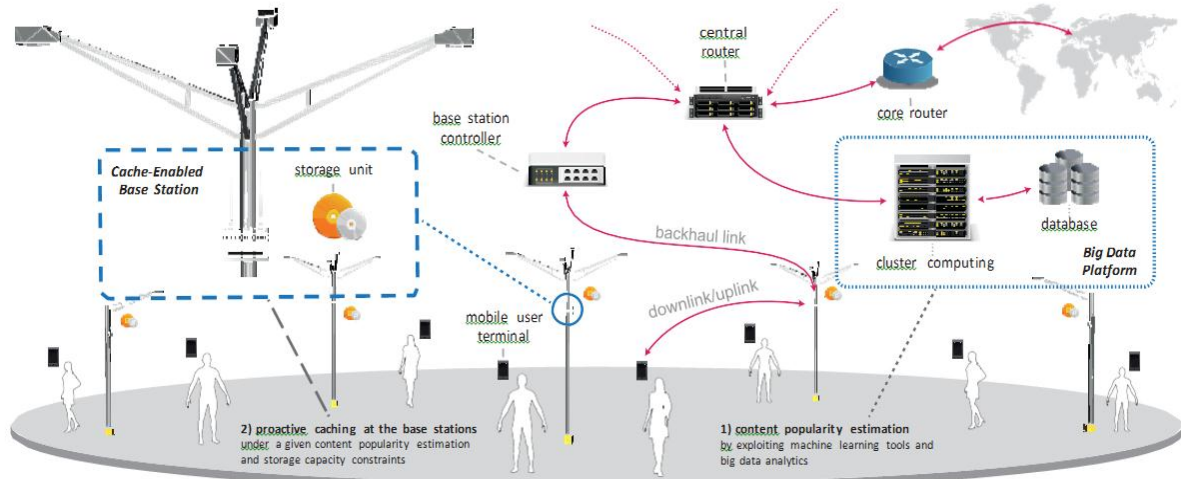 central
router
core router
base station
controller
Cache-Enabled
Base Station
storage unit
backhaul link
database
cluster computing
Big Data
Platform
downlink/uplink
mobile user
terminal
2) proactive caching at the base stations
under a given content popularity estimation
and storage capacity constraints
1) content popularity estimation
by exploiting machine learning tools and
big data analytics